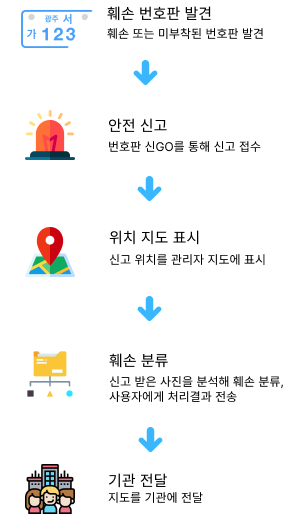 훼손 번호판 발견
광주 서
가 123
훼손 또는 미부착된 번호판 발견
안전 신고
번호판 신GO를 통해 신고 접수
위치 지도 표시
신고 위치를 관리자 지도에 표시
훼손 분류
신고 받은 사진을 분석해 훼손 분류,
사용자에게 처리결과 전송
기관 전달
지도를 기관에 전달